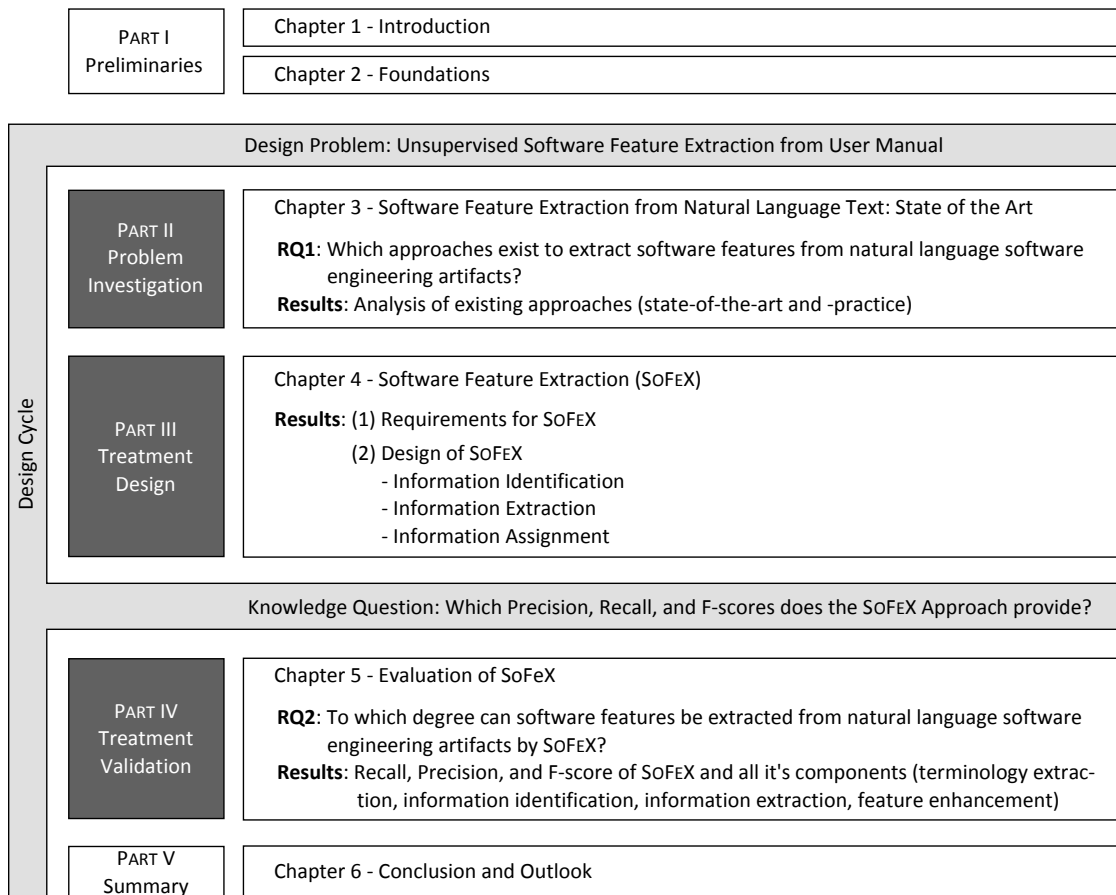 PART I
Preliminaries
Chapter 1 - Introduction
Chapter 2 - Foundations
Design Problem: Unsupervised Software Feature Extraction from User Manual
Design Cycle
PART II
Problem
Investigation
Chapter 3 - Software Feature Extraction from Natural Language Text: State of the Art
RQ1: Which approaches exist to extract software features from natural language software
engineering artifacts?
Results: Analysis of existing approaches (state-of-the-art and -practice)
PART III
Treatment
Design
Chapter 4 - Software Feature Extraction (SOFEX)
Results: (1) Requirements for SOFEX
(2) Design of SOFEX
- Information Identification
- Information Extraction
- Information Assignment
Knowledge Question: Which Precision, Recall, and F-scores does the SOFEX Approach provide?
PART IV
Treatment
Validation
Chapter 5 - Evaluation of SoFeX
RQ2: To which degree can software features be extracted from natural language software
engineering artifacts by SOFEX?
Results: Recall, Precision, and F-score of SOFEX and all it's components (terminology extrac-
tion, information identification, information extraction, feature enhancement)
PART V
Summary
Chapter 6 - Conclusion and Outlook